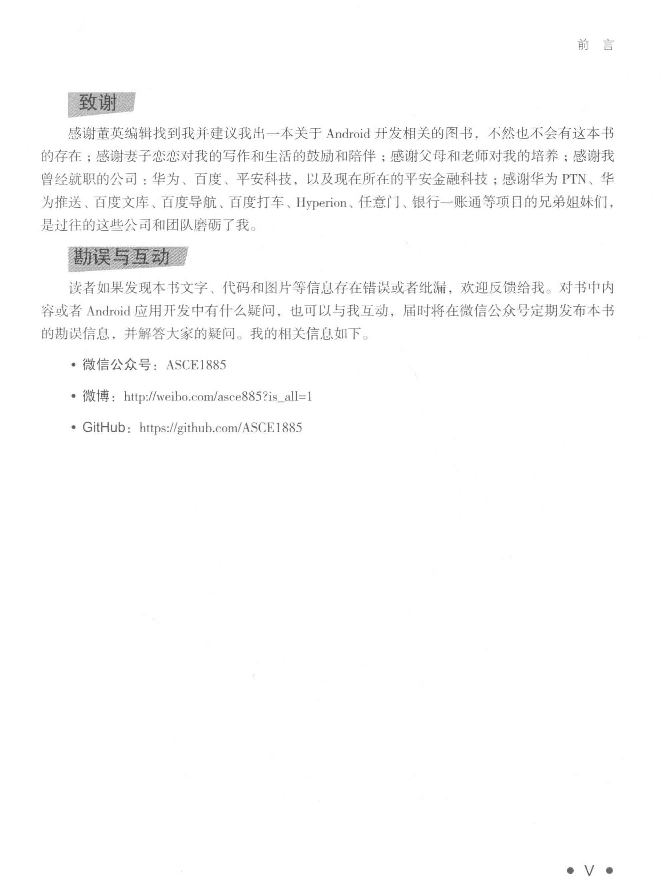 前 言
致谢
感谢董英编辑找到我并建议我出一本关于 Android 开发相关的图书，不然也不会有这本书
的存在；感谢妻子恋恋对我的写作和生活的鼓励和陪伴；感谢父母和老师对我的培养；感谢我
曾经就职的公司：华为、百度、平安科技，以及现在所在的平安金融科技；感谢华为 PTN、华
为推送、百度文库、百度导航、百度打车、Hyperion、任意门、银行一账通等项目的兄弟姐妹们，
是过往的这些公司和团队磨砺了我。
勘误与互动
读者如果发现本书文字、代码和图片等信息存在错误或者纰漏，欢迎反馈给我。对书中内
容或者 Android 应用开发中有什么疑问，也可以与我互动，届时将在微信公众号定期发布本书
的勘误信息，并解答大家的疑问。我的相关信息如下。
• 微信公众号：ASCE1885
• 微博：http://weibo.com/asce885?is_all=1
• GitHub：https://github.com/ASCE1885
• V •